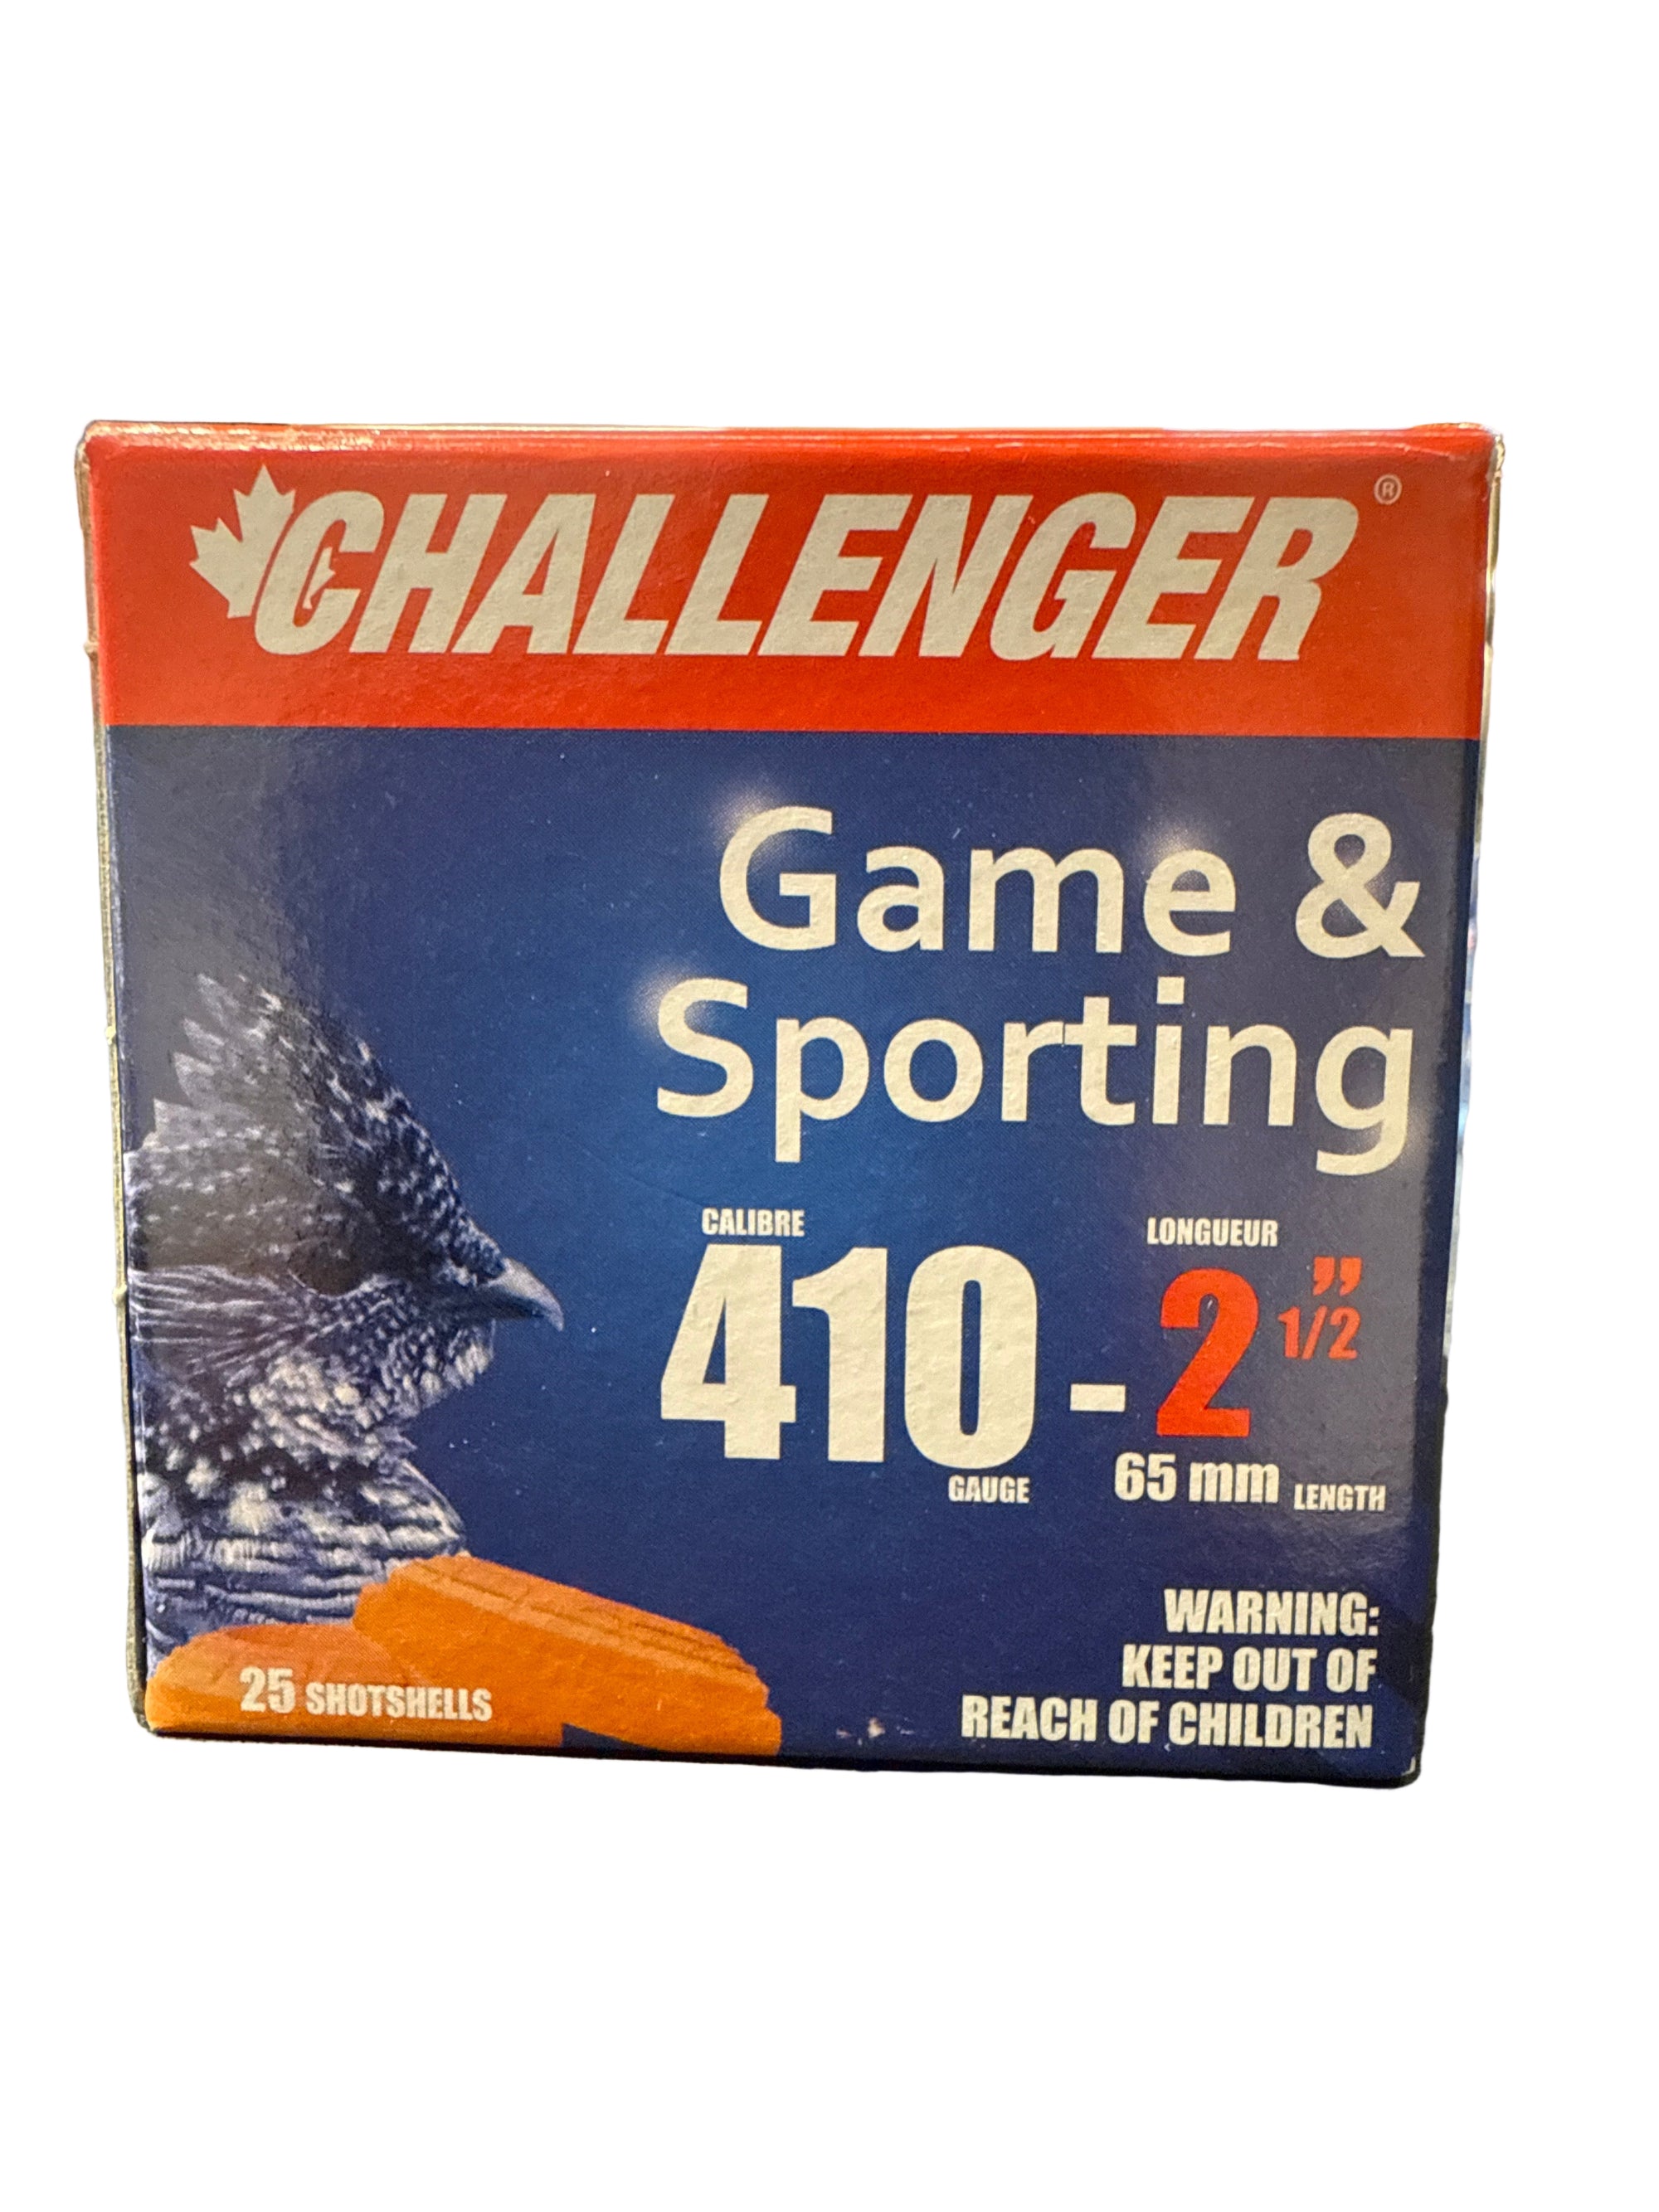 CHALLENGER®
Game &
Sporting
CALIBRE LONGUEUR
410 - 2 1/2”
GAUGE 65 mm LENGTH
WARNING:
KEEP OUT OF
REACH OF CHILDREN
25 SHOTSHELLS